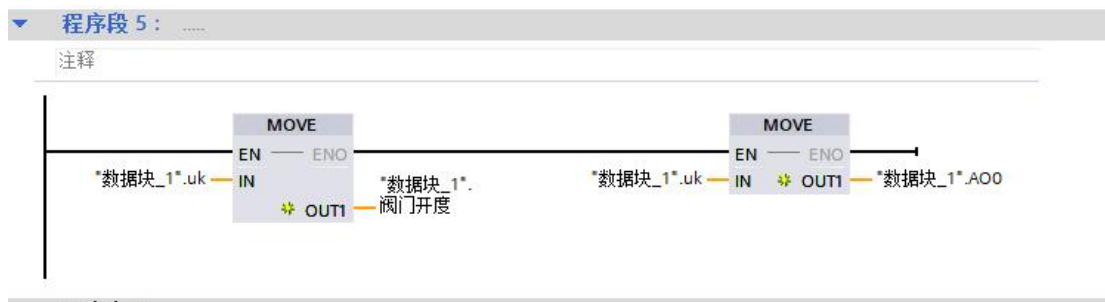 程序段 5： .....
注释
MOVE
EN ENO
"数据块_1".uk IN
"数据块_1".
OUT1 阀门开度
MOVE
EN ENO
"数据块_1".uk IN OUT1 "数据块_1".AO0